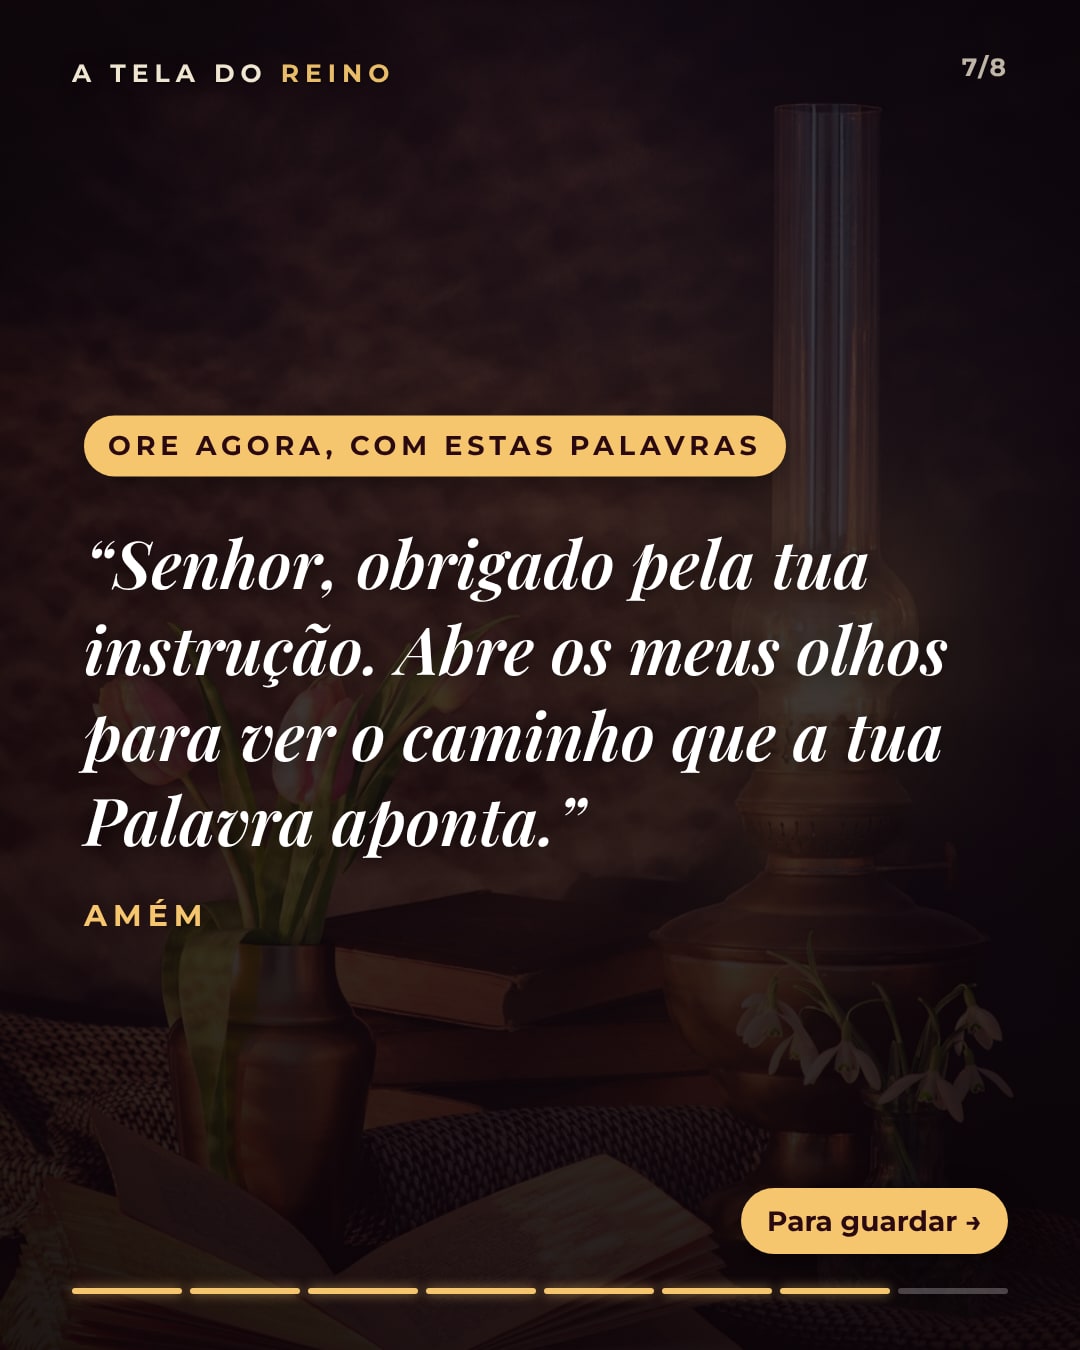 A TELA DO REINO
7/8
ORE AGORA, COM ESTAS PALAVRAS
“Senhor, obrigado pela tua
instrução. Abre os meus olhos
para ver o caminho que a tua
Palavra aponta.”
AMÉM
Para guardar →